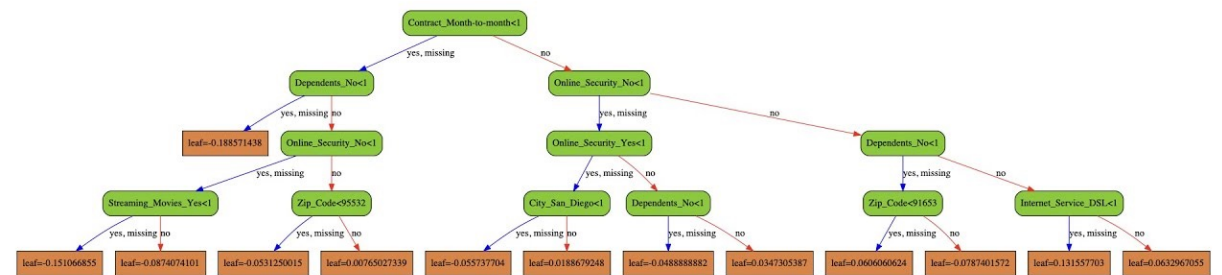 Contract_Month-to-month<1
yes, missing
no
Dependents_No<1
Online_Security_No<1
yes, missing
no
yes, missing
no
leaf=-0.188571438
Online_Security_No<1
Online_Security_Yes<1
Dependents_No<1
yes, missing
no
yes, missing
no
yes, missing
no
Streaming_Movies_Yes<1
Zip_Code<95532
City_San_Diego<1
Dependents_No<1
Zip_Code<91653
Internet_Service_DSL<1
yes, missing
no
yes, missing
no
yes, missing
no
yes, missing
no
yes, missing
no
yes, missing
no
leaf=-0.151066855
leaf=-0.0874074101
leaf=-0.0531250015
leaf=0.00765027339
leaf=-0.055737704
leaf=0.0188679248
leaf=-0.0488888882
leaf=0.0347305387
leaf=0.0606060624
leaf=-0.0787401572
leaf=0.131557703
leaf=0.0632967055